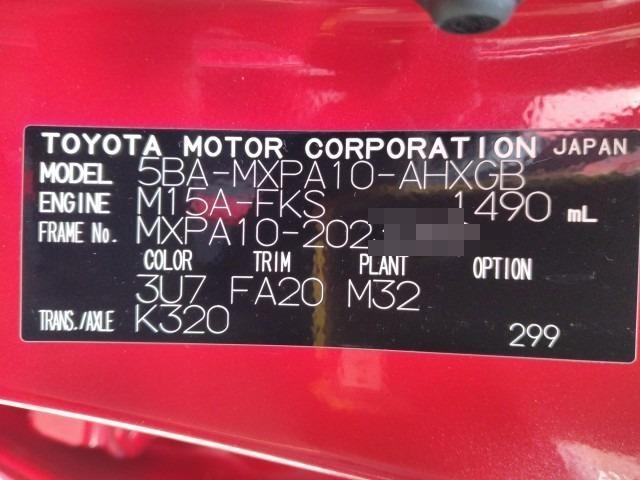 TOYOTA MOTOR CORPORATION JAPAN
MODEL 5BA-MXPA10-AHXGB
ENGINE M15A-FKS 1490 mL
FRAME No. MXPA10-202
COLOR TRIM PLANT OPTION
3U7 FA20 M32
TRANS./AXLE K320 299